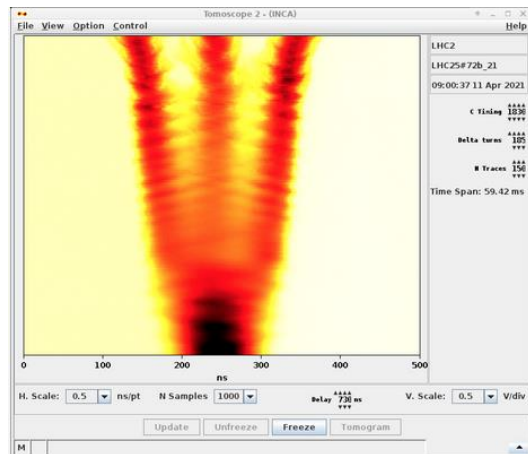 Tomoscope 2 - (INCA)
File View Option Control Help
LHC2
LHC25#72b_21
09:00:37 11 Apr 2021
C Timing 1830
Delta turns 185
N Traces 150
Time Span: 59.42 ms
0 100 200 300 400 500
ns
H. Scale: 0.5 ns/pt N Samples 1000 Delay 730 ns V. Scale: 0.5 V/div
Update Unfreeze Freeze Tomogram
M